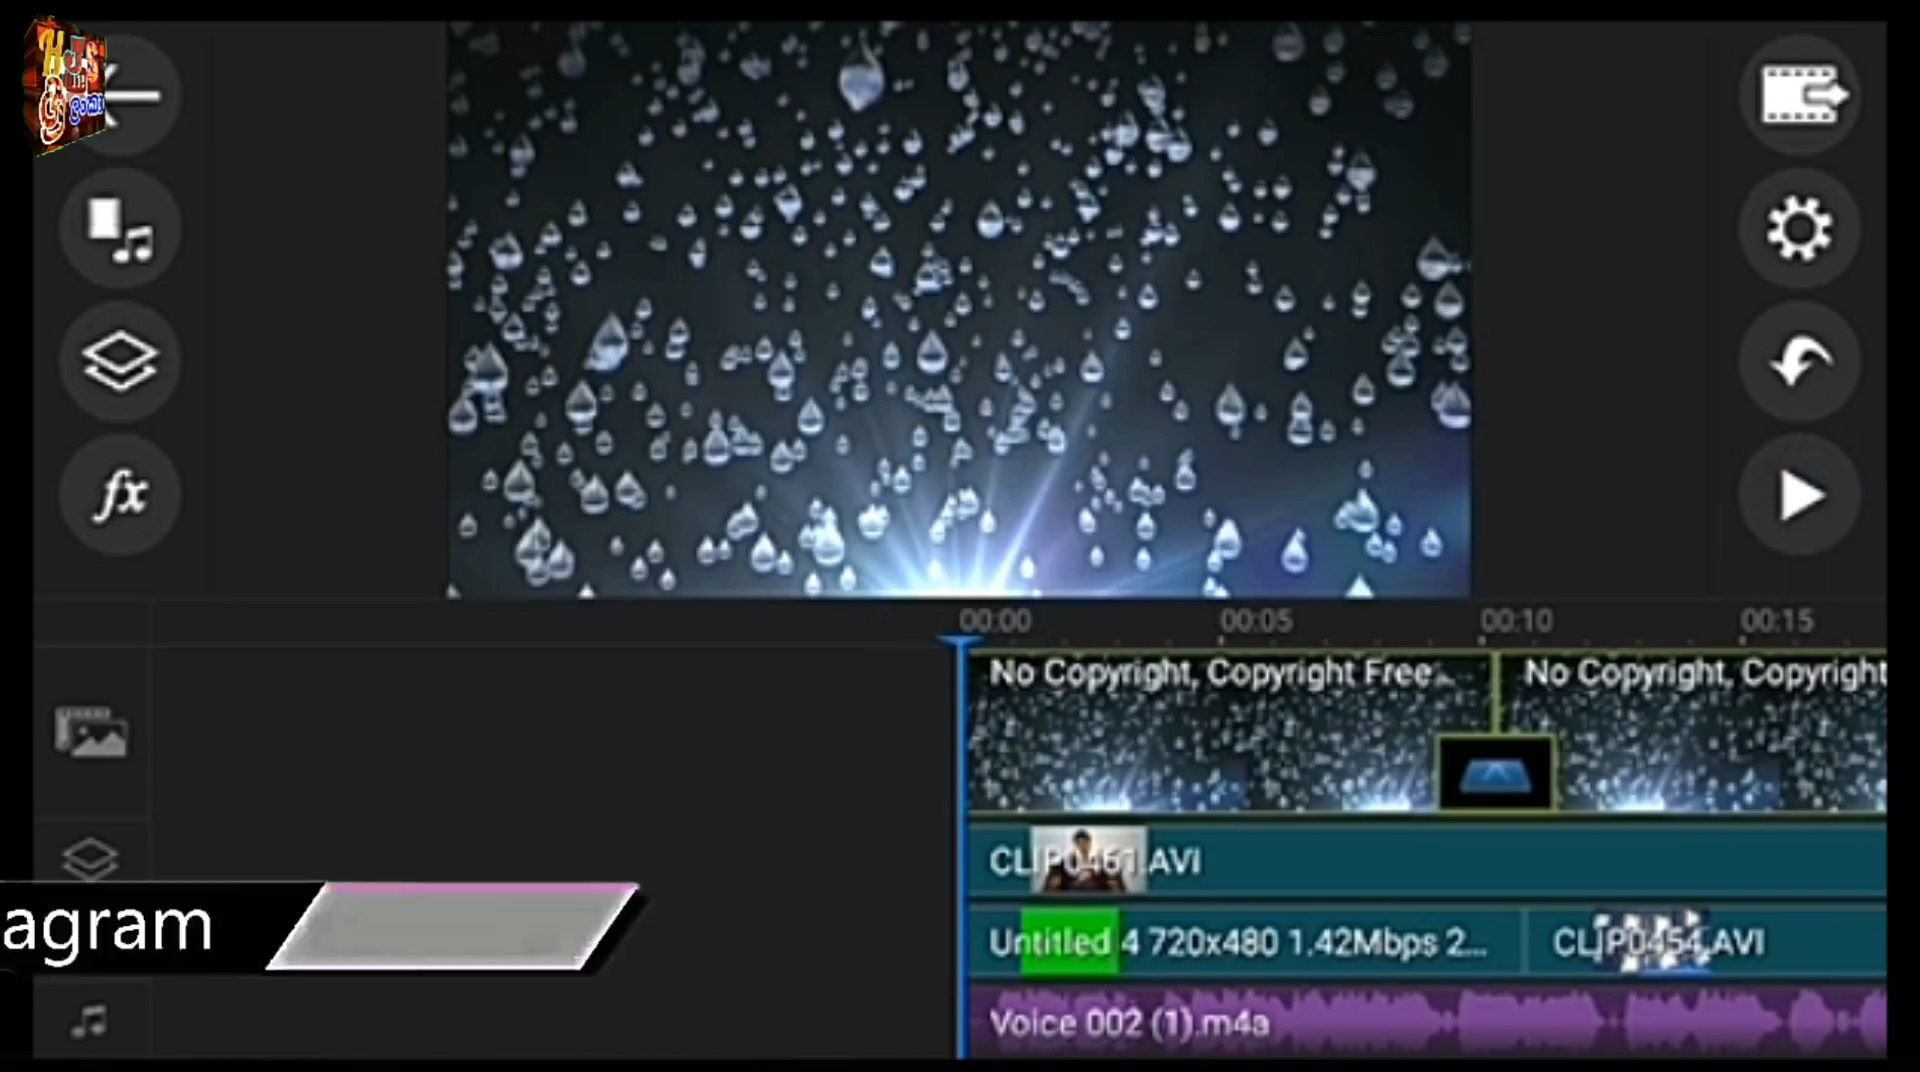 fx
00:00 00:05 00:10 00:15
No Copyright, Copyright Free... No Copyright, Copyright
CLIP0461.AVI
agram
Untitled 4 720x480 1.42Mbps 2... CLIP0454.AVI
Voice 002 (1).m4a